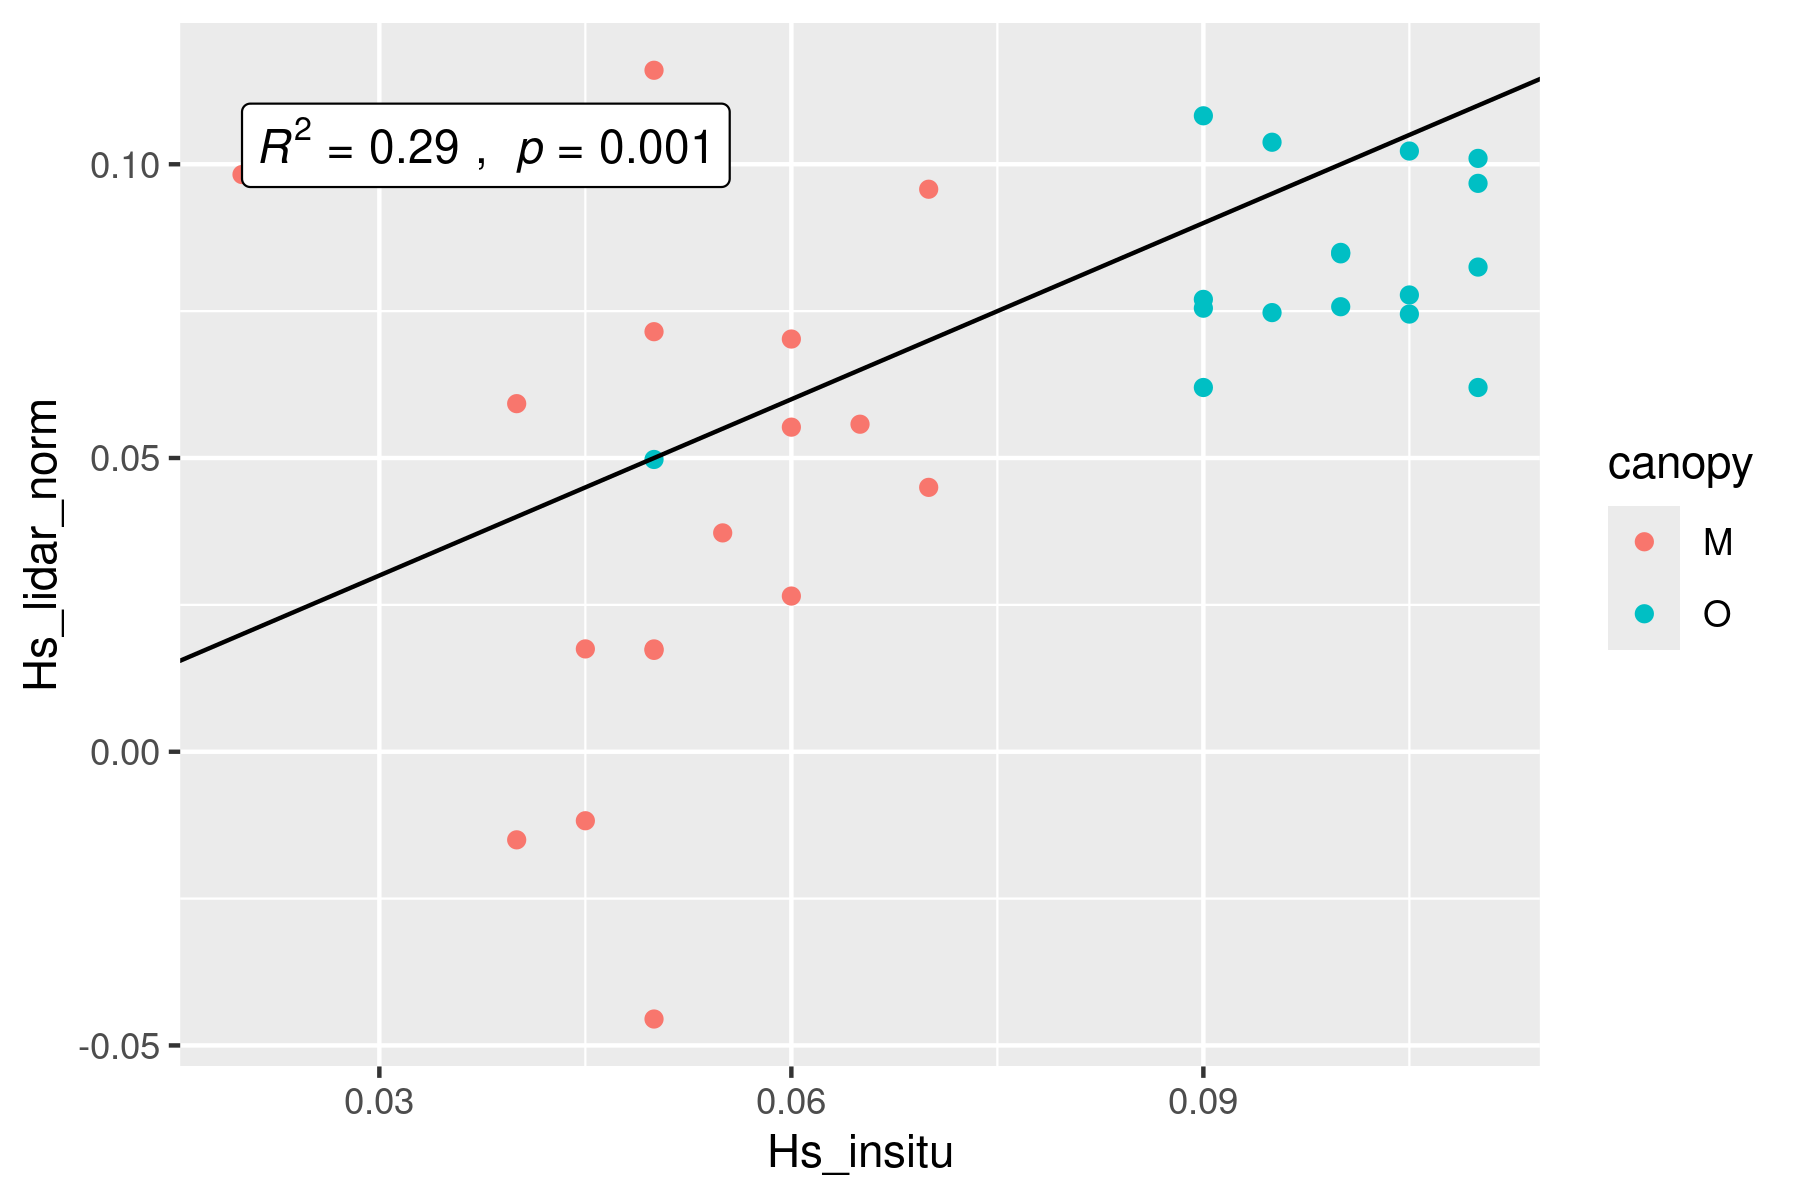 R² = 0.29 , p = 0.001
0.10
0.05
0.00
-0.05
Hs_lidar_norm
0.03 0.06 0.09
Hs_insitu
canopy
M
O